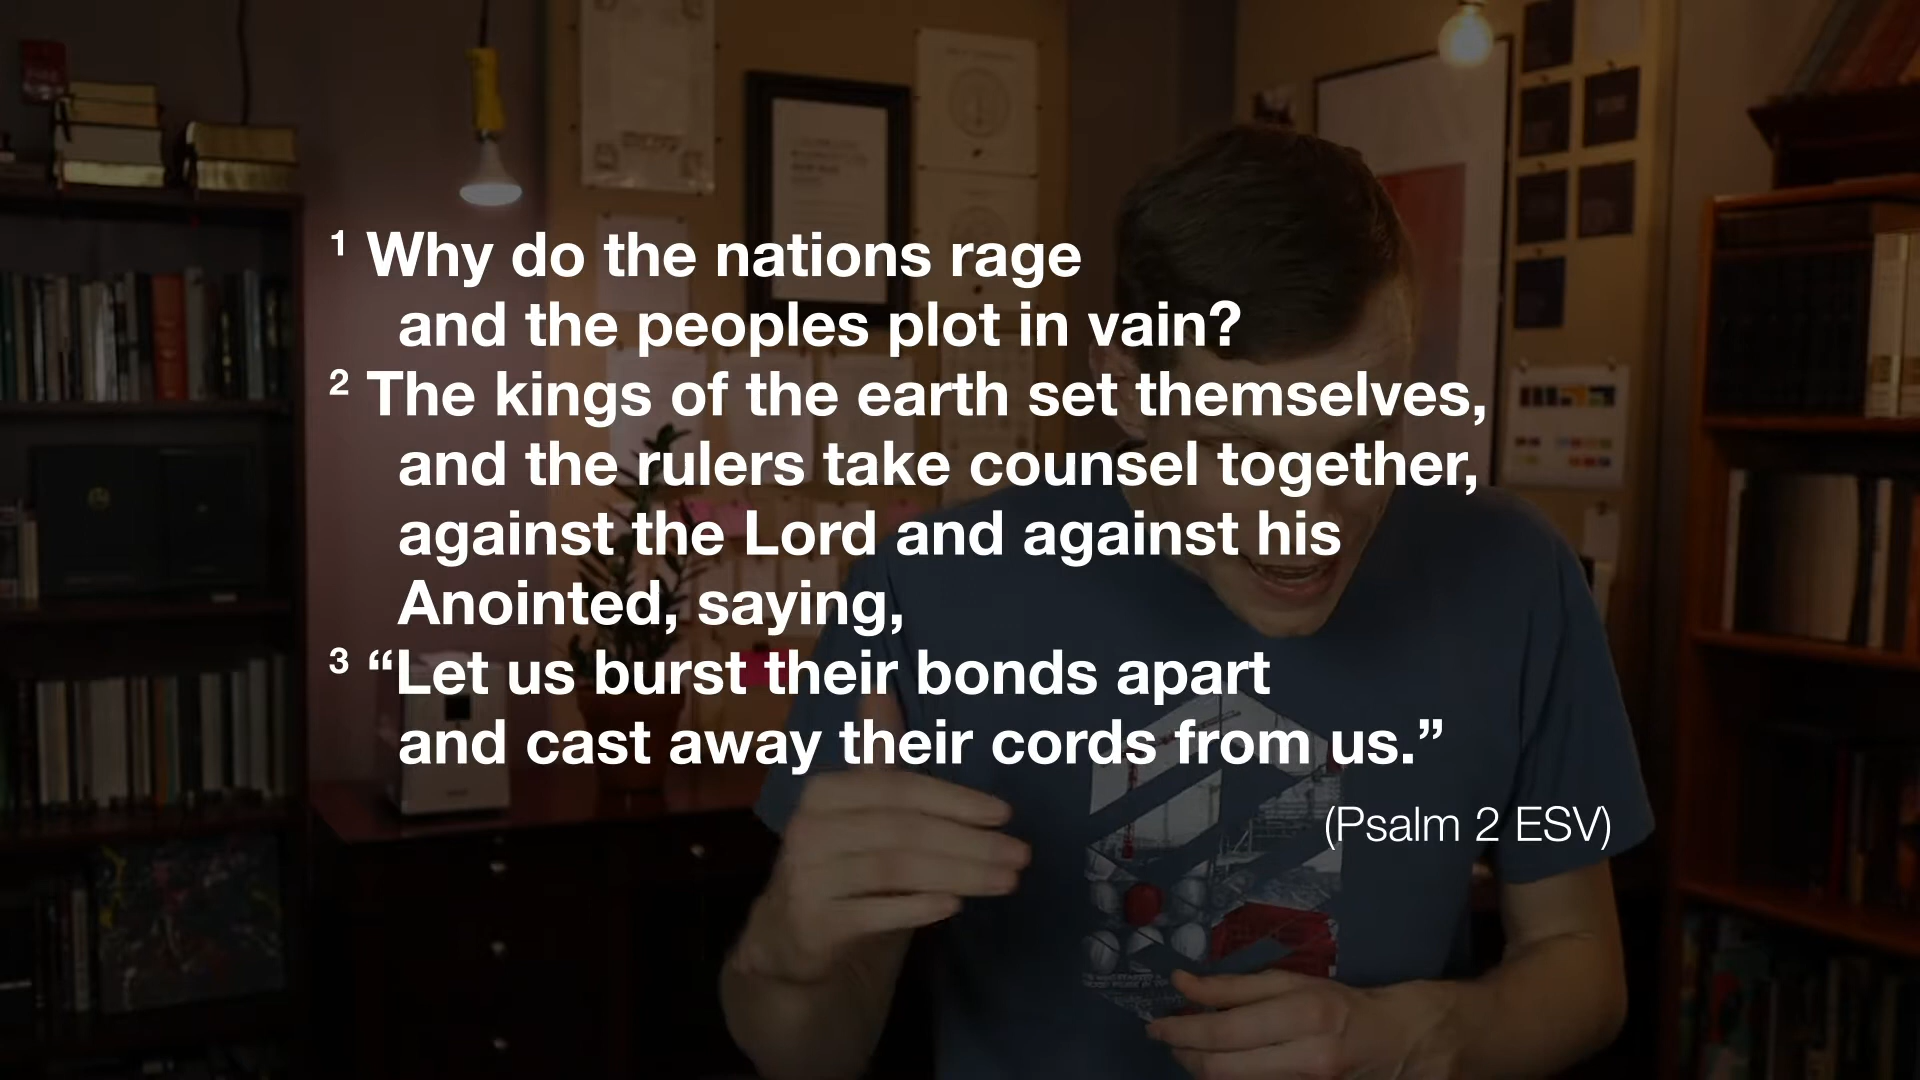 1 Why do the nations rage
and the peoples plot in vain?
2 The kings of the earth set themselves,
and the rulers take counsel together,
against the Lord and against his
Anointed, saying,
3 “Let us burst their bonds apart
and cast away their cords from us.”
(Psalm 2 ESV)